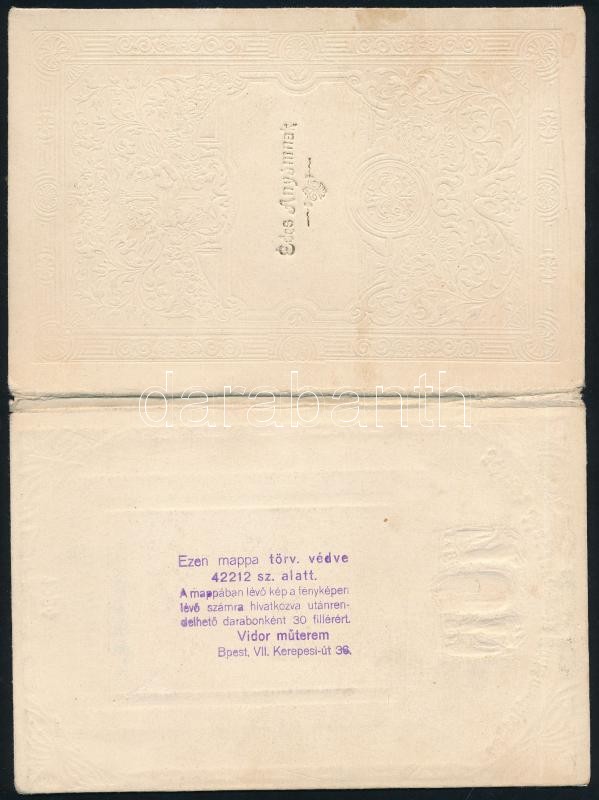 Édes Anyámnak
darabanth
Ezen mappa törv. védve
42212 sz. alatt.
A mappában lévő kép a fényképen
lévő számra hivatkozva utánren-
delhető darabonként 30 fillérért.
Vidor műterem
Bpest, VII. Kerepesi-út 36.